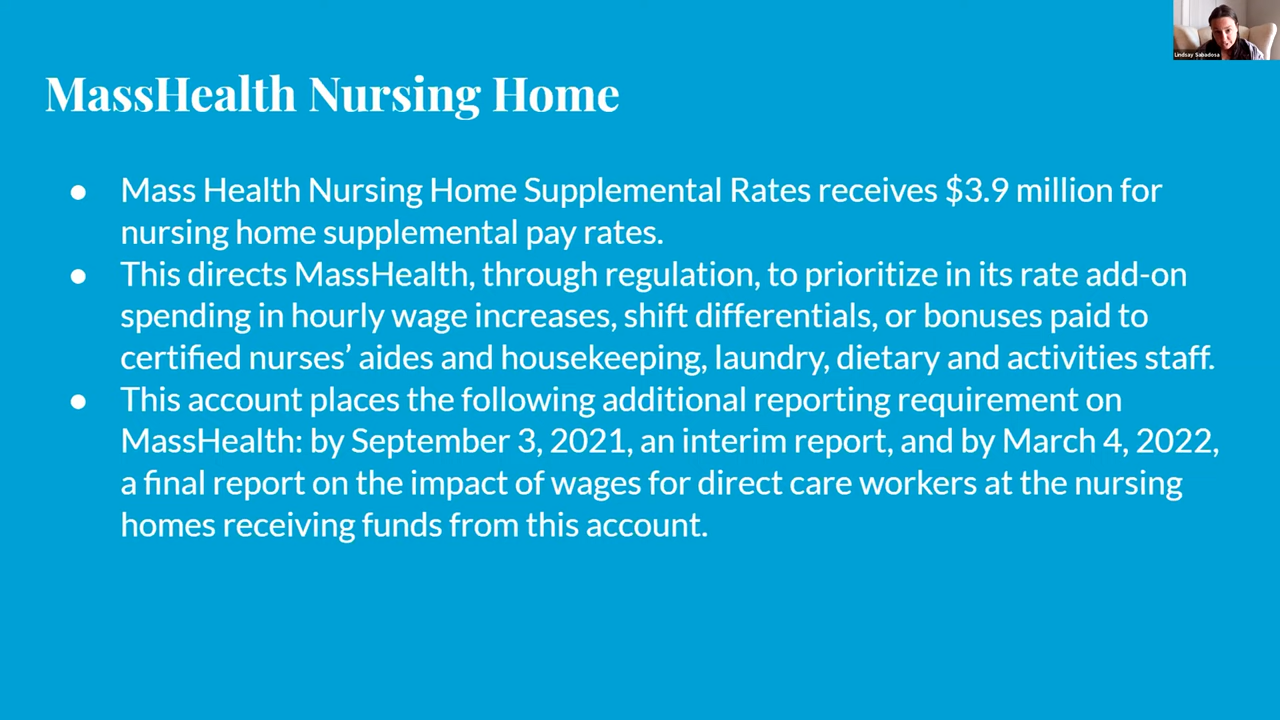 Lindsay Sabadosa
MassHealth Nursing Home
● Mass Health Nursing Home Supplemental Rates receives $3.9 million for
nursing home supplemental pay rates.
● This directs MassHealth, through regulation, to prioritize in its rate add-on
spending in hourly wage increases, shift differentials, or bonuses paid to
certified nurses’ aides and housekeeping, laundry, dietary and activities staff.
● This account places the following additional reporting requirement on
MassHealth: by September 3, 2021, an interim report, and by March 4, 2022,
a final report on the impact of wages for direct care workers at the nursing
homes receiving funds from this account.